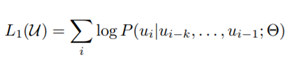 L₁(𝒰) = ∑ᵢ log P(uᵢ|uᵢ₋ₖ, . . . , uᵢ₋₁; Θ)